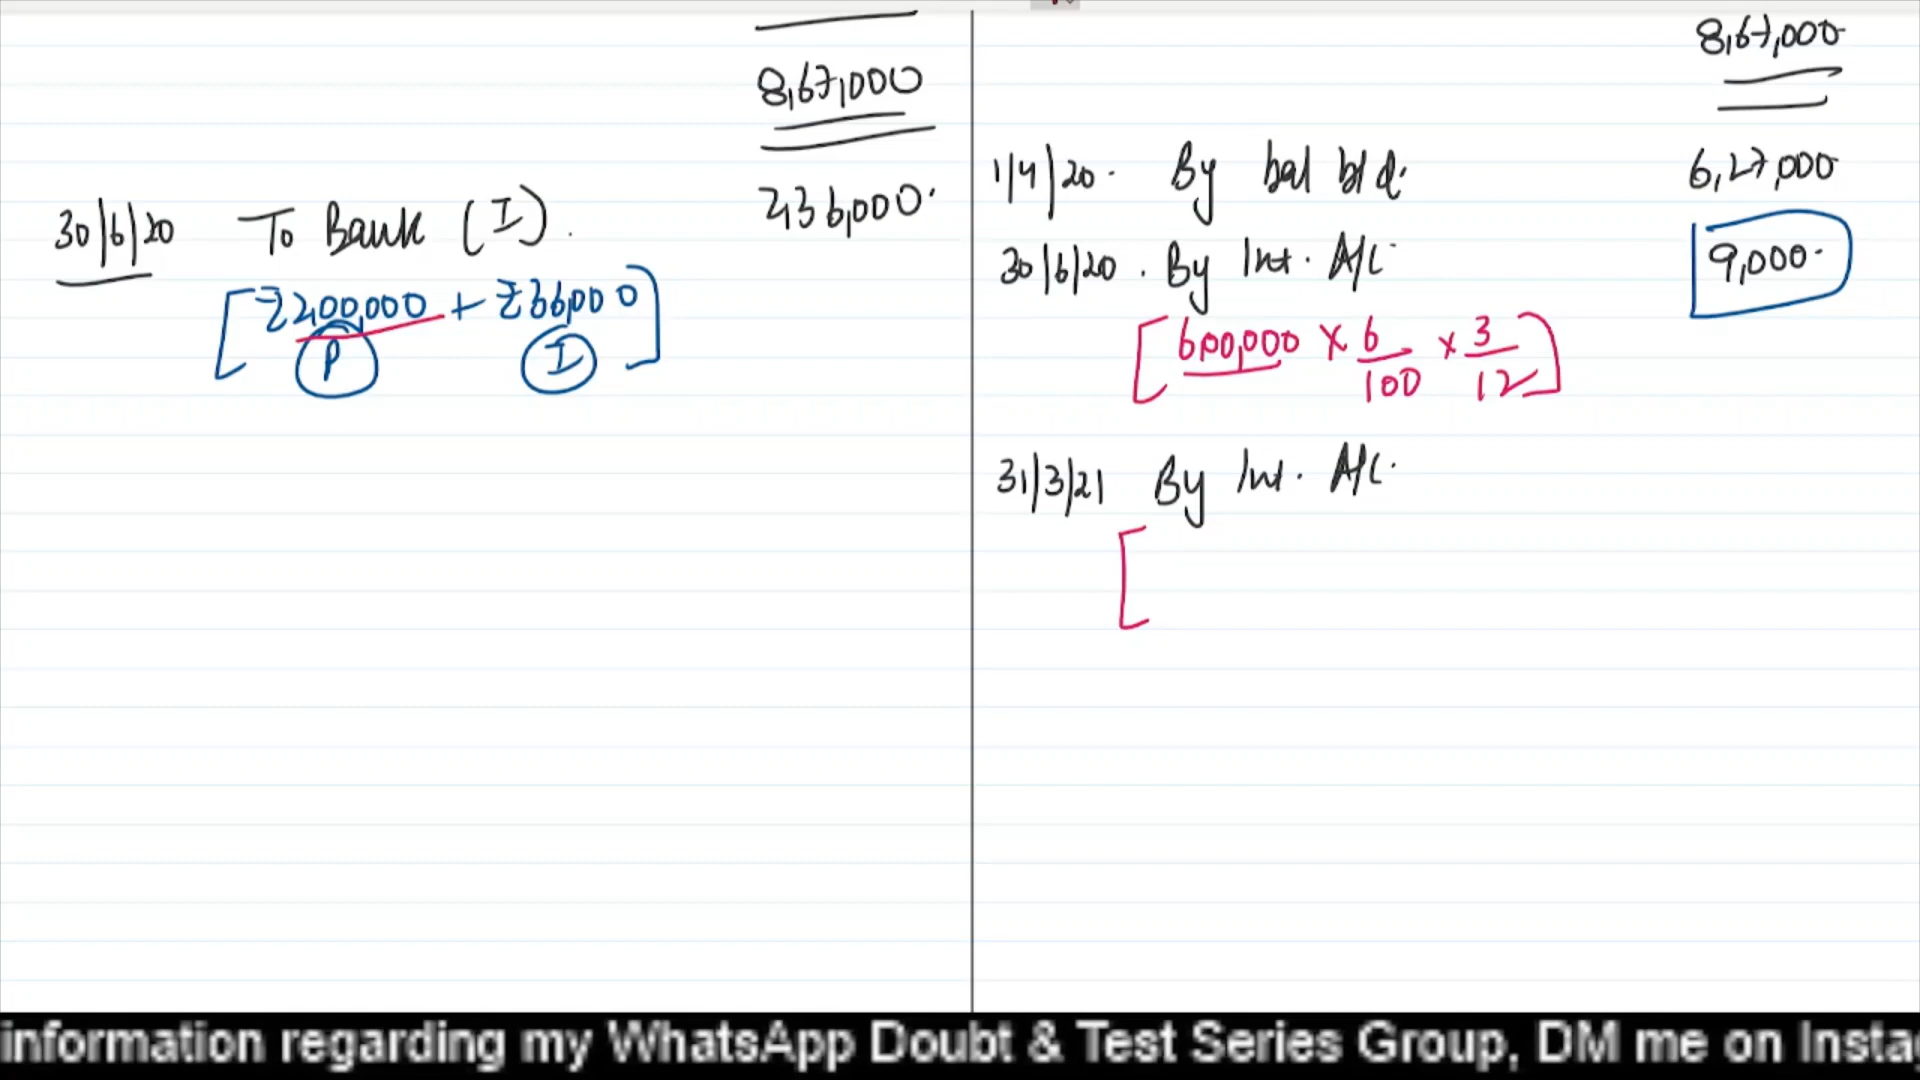 8,67,000
2,36,000.
30/6/20 To Bank (I).
[₹200,000 + ₹36,000]
P I
8,67,000
1/4/20. By bal b/d. 6,27,000
30/6/20. By Int. A/c. 9,000.
[600,000 × 6/100 × 3/12]
31/3/21 By Int. A/c.
[
information regarding my WhatsApp Doubt & Test Series Group, DM me on Insta